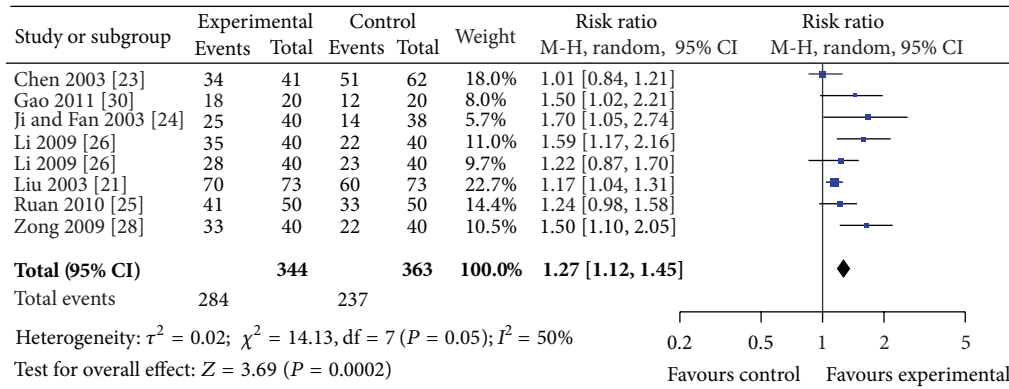 Study or subgroup Experimental Control Weight Risk ratio Risk ratio
Events Total Events Total M-H, random, 95% CI M-H, random, 95% CI
Chen 2003 [23] 34 41 51 62 18.0% 1.01 [0.84, 1.21]
Gao 2011 [30] 18 20 12 20 8.0% 1.50 [1.02, 2.21]
Ji and Fan 2003 [24] 25 40 14 38 5.7% 1.70 [1.05, 2.74]
Li 2009 [26] 35 40 22 40 11.0% 1.59 [1.17, 2.16]
Li 2009 [26] 28 40 23 40 9.7% 1.22 [0.87, 1.70]
Liu 2003 [21] 70 73 60 73 22.7% 1.17 [1.04, 1.31]
Ruan 2010 [25] 41 50 33 50 14.4% 1.24 [0.98, 1.58]
Zong 2009 [28] 33 40 22 40 10.5% 1.50 [1.10, 2.05]
Total (95% CI) 344 363 100.0% 1.27 [1.12, 1.45]
Total events 284 237
Heterogeneity: τ² = 0.02; χ² = 14.13, df = 7 (P = 0.05); I² = 50%
Test for overall effect: Z = 3.69 (P = 0.0002)
0.2 0.5 1 2 5
Favours control Favours experimental